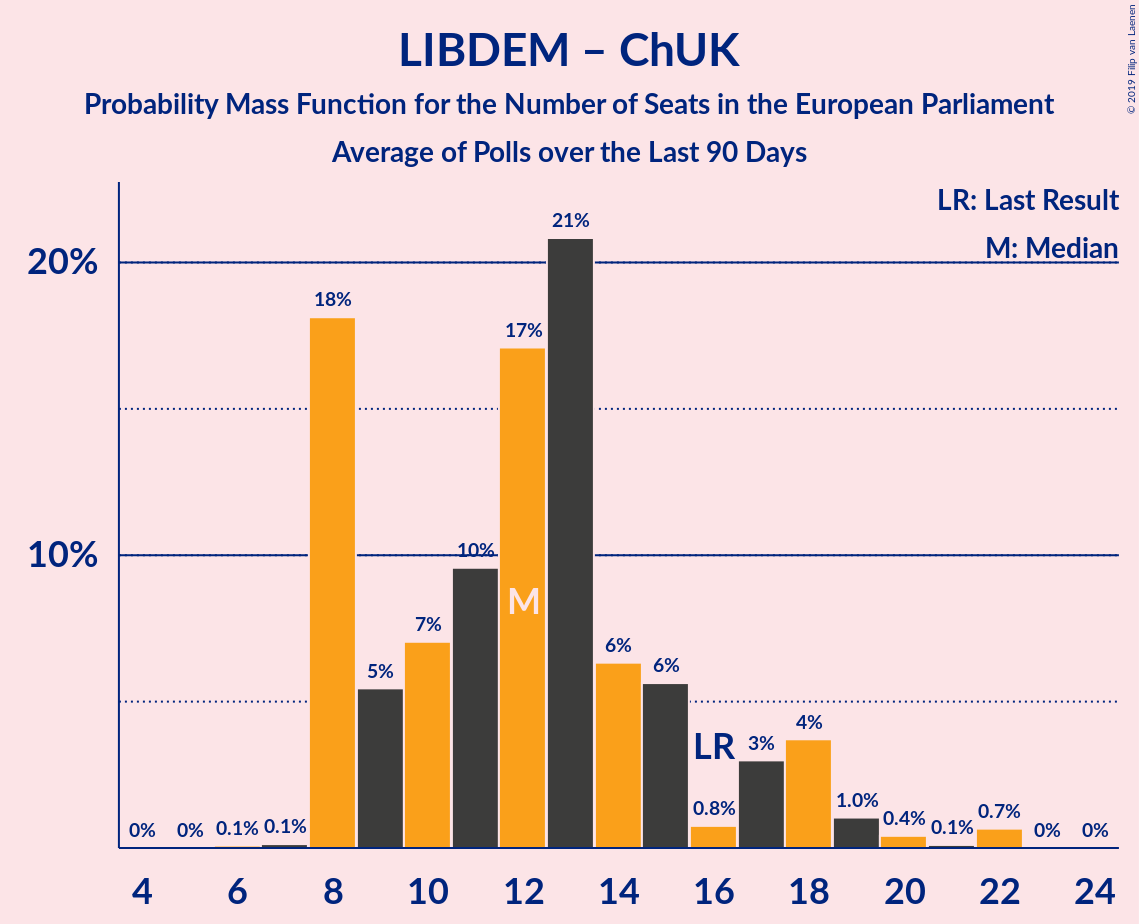 LIBDEM – ChUK
Probability Mass Function for the Number of Seats in the European Parliament
Average of Polls over the Last 90 Days
© 2019 Filip van Laenen
LR: Last Result
M: Median
20%
10%
0% 0% 0.1% 0.1% 18% 5% 7% 10% 17% 21% 6% 6% 0.8% 3% 4% 1.0% 0.4% 0.1% 0.7% 0% 0%
M
LR
4 6 8 10 12 14 16 18 20 22 24